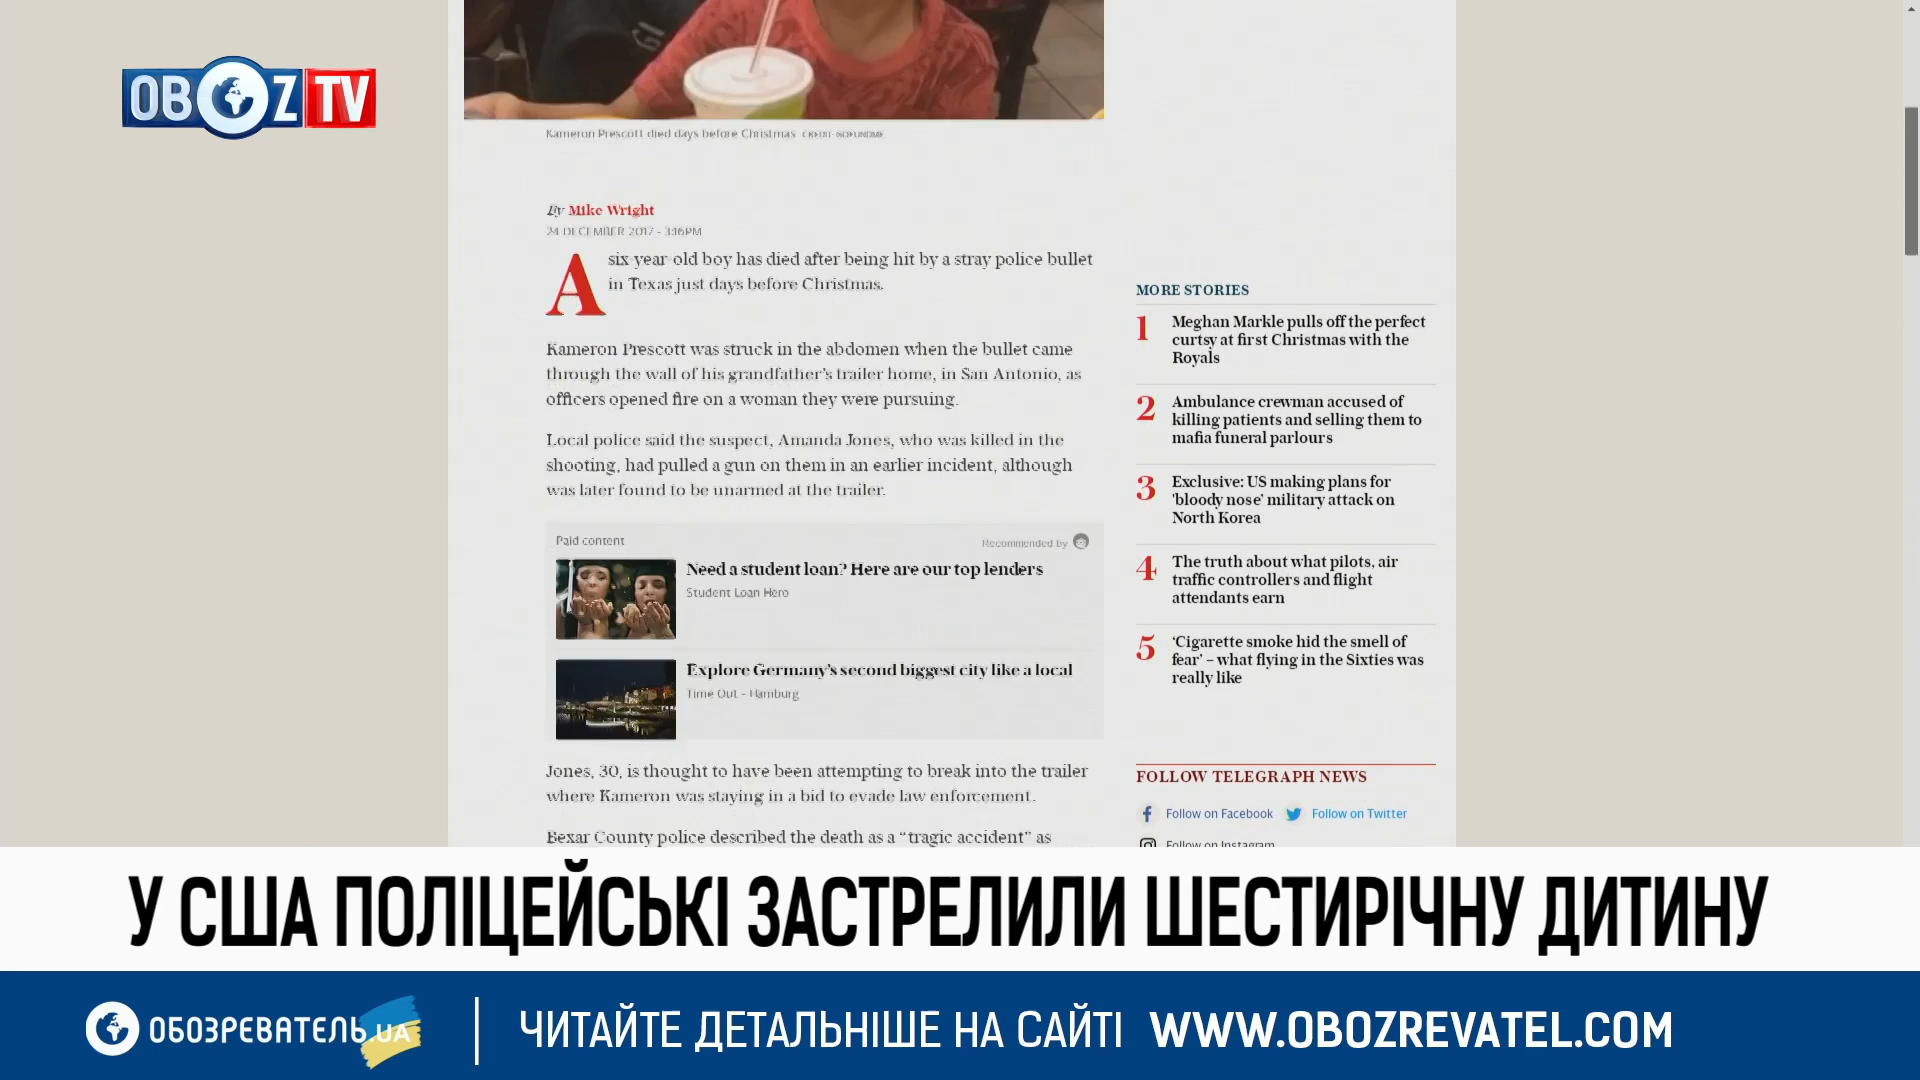 OBOZ TV
GI
Kameron Prescott died days before Christmas CREDIT: GOFUNDME
By Mike Wright
24 DECEMBER 2017 • 3:16PM
A six-year-old boy has died after being hit by a stray police bullet
in Texas just days before Christmas.
Kameron Prescott was struck in the abdomen when the bullet came
through the wall of his grandfather's trailer home, in San Antonio, as
officers opened fire on a woman they were pursuing.
Local police said the suspect, Amanda Jones, who was killed in the
shooting, had pulled a gun on them in an earlier incident, although
was later found to be unarmed at the trailer.
Paid content
Recommended by
Need a student loan? Here are our top lenders
Student Loan Hero
Explore Germany's second biggest city like a local
Time Out - Hamburg
Jones, 30, is thought to have been attempting to break into the trailer
where Kameron was staying in a bid to evade law enforcement.
Bexar County police described the death as a “tragic accident” as
MORE STORIES
1 Meghan Markle pulls off the perfect
curtsy at first Christmas with the
Royals
2 Ambulance crewman accused of
killing patients and selling them to
mafia funeral parlours
3 Exclusive: US making plans for
'bloody nose' military attack on
North Korea
4 The truth about what pilots, air
traffic controllers and flight
attendants earn
5 ‘Cigarette smoke hid the smell of
fear’ – what flying in the Sixties was
really like
FOLLOW TELEGRAPH NEWS
Follow on Facebook Follow on Twitter
Follow on Instagram
У США ПОЛІЦЕЙСЬКІ ЗАСТРЕЛИЛИ ШЕСТИРІЧНУ ДИТИНУ
ОБОЗРЕВАТЕЛЬ.UA
ЧИТАЙТЕ ДЕТАЛЬНІШЕ НА САЙТІ WWW.OBOZREVATEL.COM